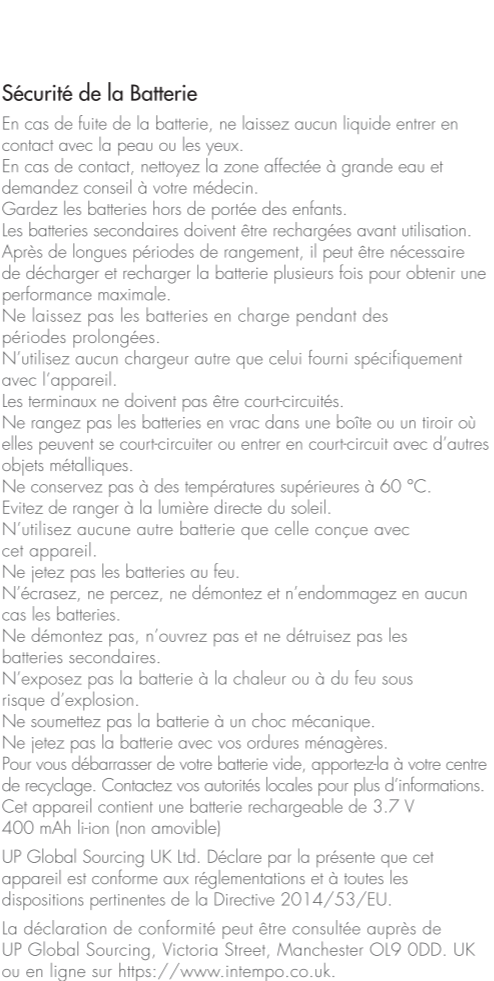 Sécurité de la Batterie
En cas de fuite de la batterie, ne laissez aucun liquide entrer en
contact avec la peau ou les yeux.
En cas de contact, nettoyez la zone affectée à grande eau et
demandez conseil à votre médecin.
Gardez les batteries hors de portée des enfants.
Les batteries secondaires doivent être rechargées avant utilisation.
Après de longues périodes de rangement, il peut être nécessaire
de décharger et recharger la batterie plusieurs fois pour obtenir une
performance maximale.
Ne laissez pas les batteries en charge pendant des
périodes prolongées.
N’utilisez aucun chargeur autre que celui fourni spécifiquement
avec l’appareil.
Les terminaux ne doivent pas être court-circuités.
Ne rangez pas les batteries en vrac dans une boîte ou un tiroir où
elles peuvent se court-circuiter ou entrer en court-circuit avec d’autres
objets métalliques.
Ne conservez pas à des températures supérieures à 60 °C.
Evitez de ranger à la lumière directe du soleil.
N’utilisez aucune autre batterie que celle conçue avec
cet appareil.
Ne jetez pas les batteries au feu.
N’écrasez, ne percez, ne démontez et n’endommagez en aucun
cas les batteries.
Ne démontez pas, n’ouvrez pas et ne détruisez pas les
batteries secondaires.
N’exposez pas la batterie à la chaleur ou à du feu sous
risque d’explosion.
Ne soumettez pas la batterie à un choc mécanique.
Ne jetez pas la batterie avec vos ordures ménagères.
Pour vous débarrasser de votre batterie vide, apportez-la à votre centre
de recyclage. Contactez vos autorités locales pour plus d’informations.
Cet appareil contient une batterie rechargeable de 3.7 V
400 mAh li-ion (non amovible)
UP Global Sourcing UK Ltd. Déclare par la présente que cet
appareil est conforme aux réglementations et à toutes les
dispositions pertinentes de la Directive 2014/53/EU.
La déclaration de conformité peut être consultée auprès de
UP Global Sourcing, Victoria Street, Manchester OL9 0DD. UK
ou en ligne sur https://www.intempo.co.uk.